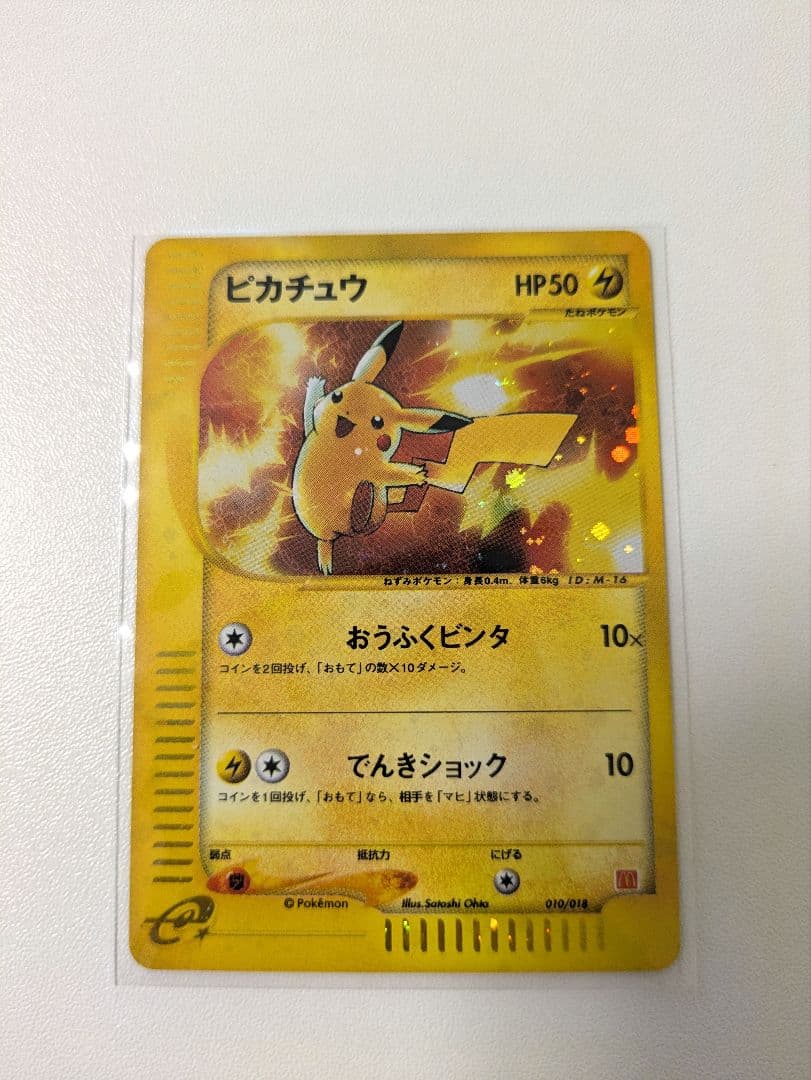 ピカチュウ HP50
たねポケモン
ねずみポケモン：身長0.4m、体重6kg ID:M-16
おうふくビンタ 10×
コインを2回投げ、「おもて」の数×10ダメージ。
でんきショック 10
コインを1回投げ、「おもて」なら、相手を「マヒ」状態にする。
弱点 抵抗力 にげる
©Pokémon Illus. Satoshi Ohta 010/018
e